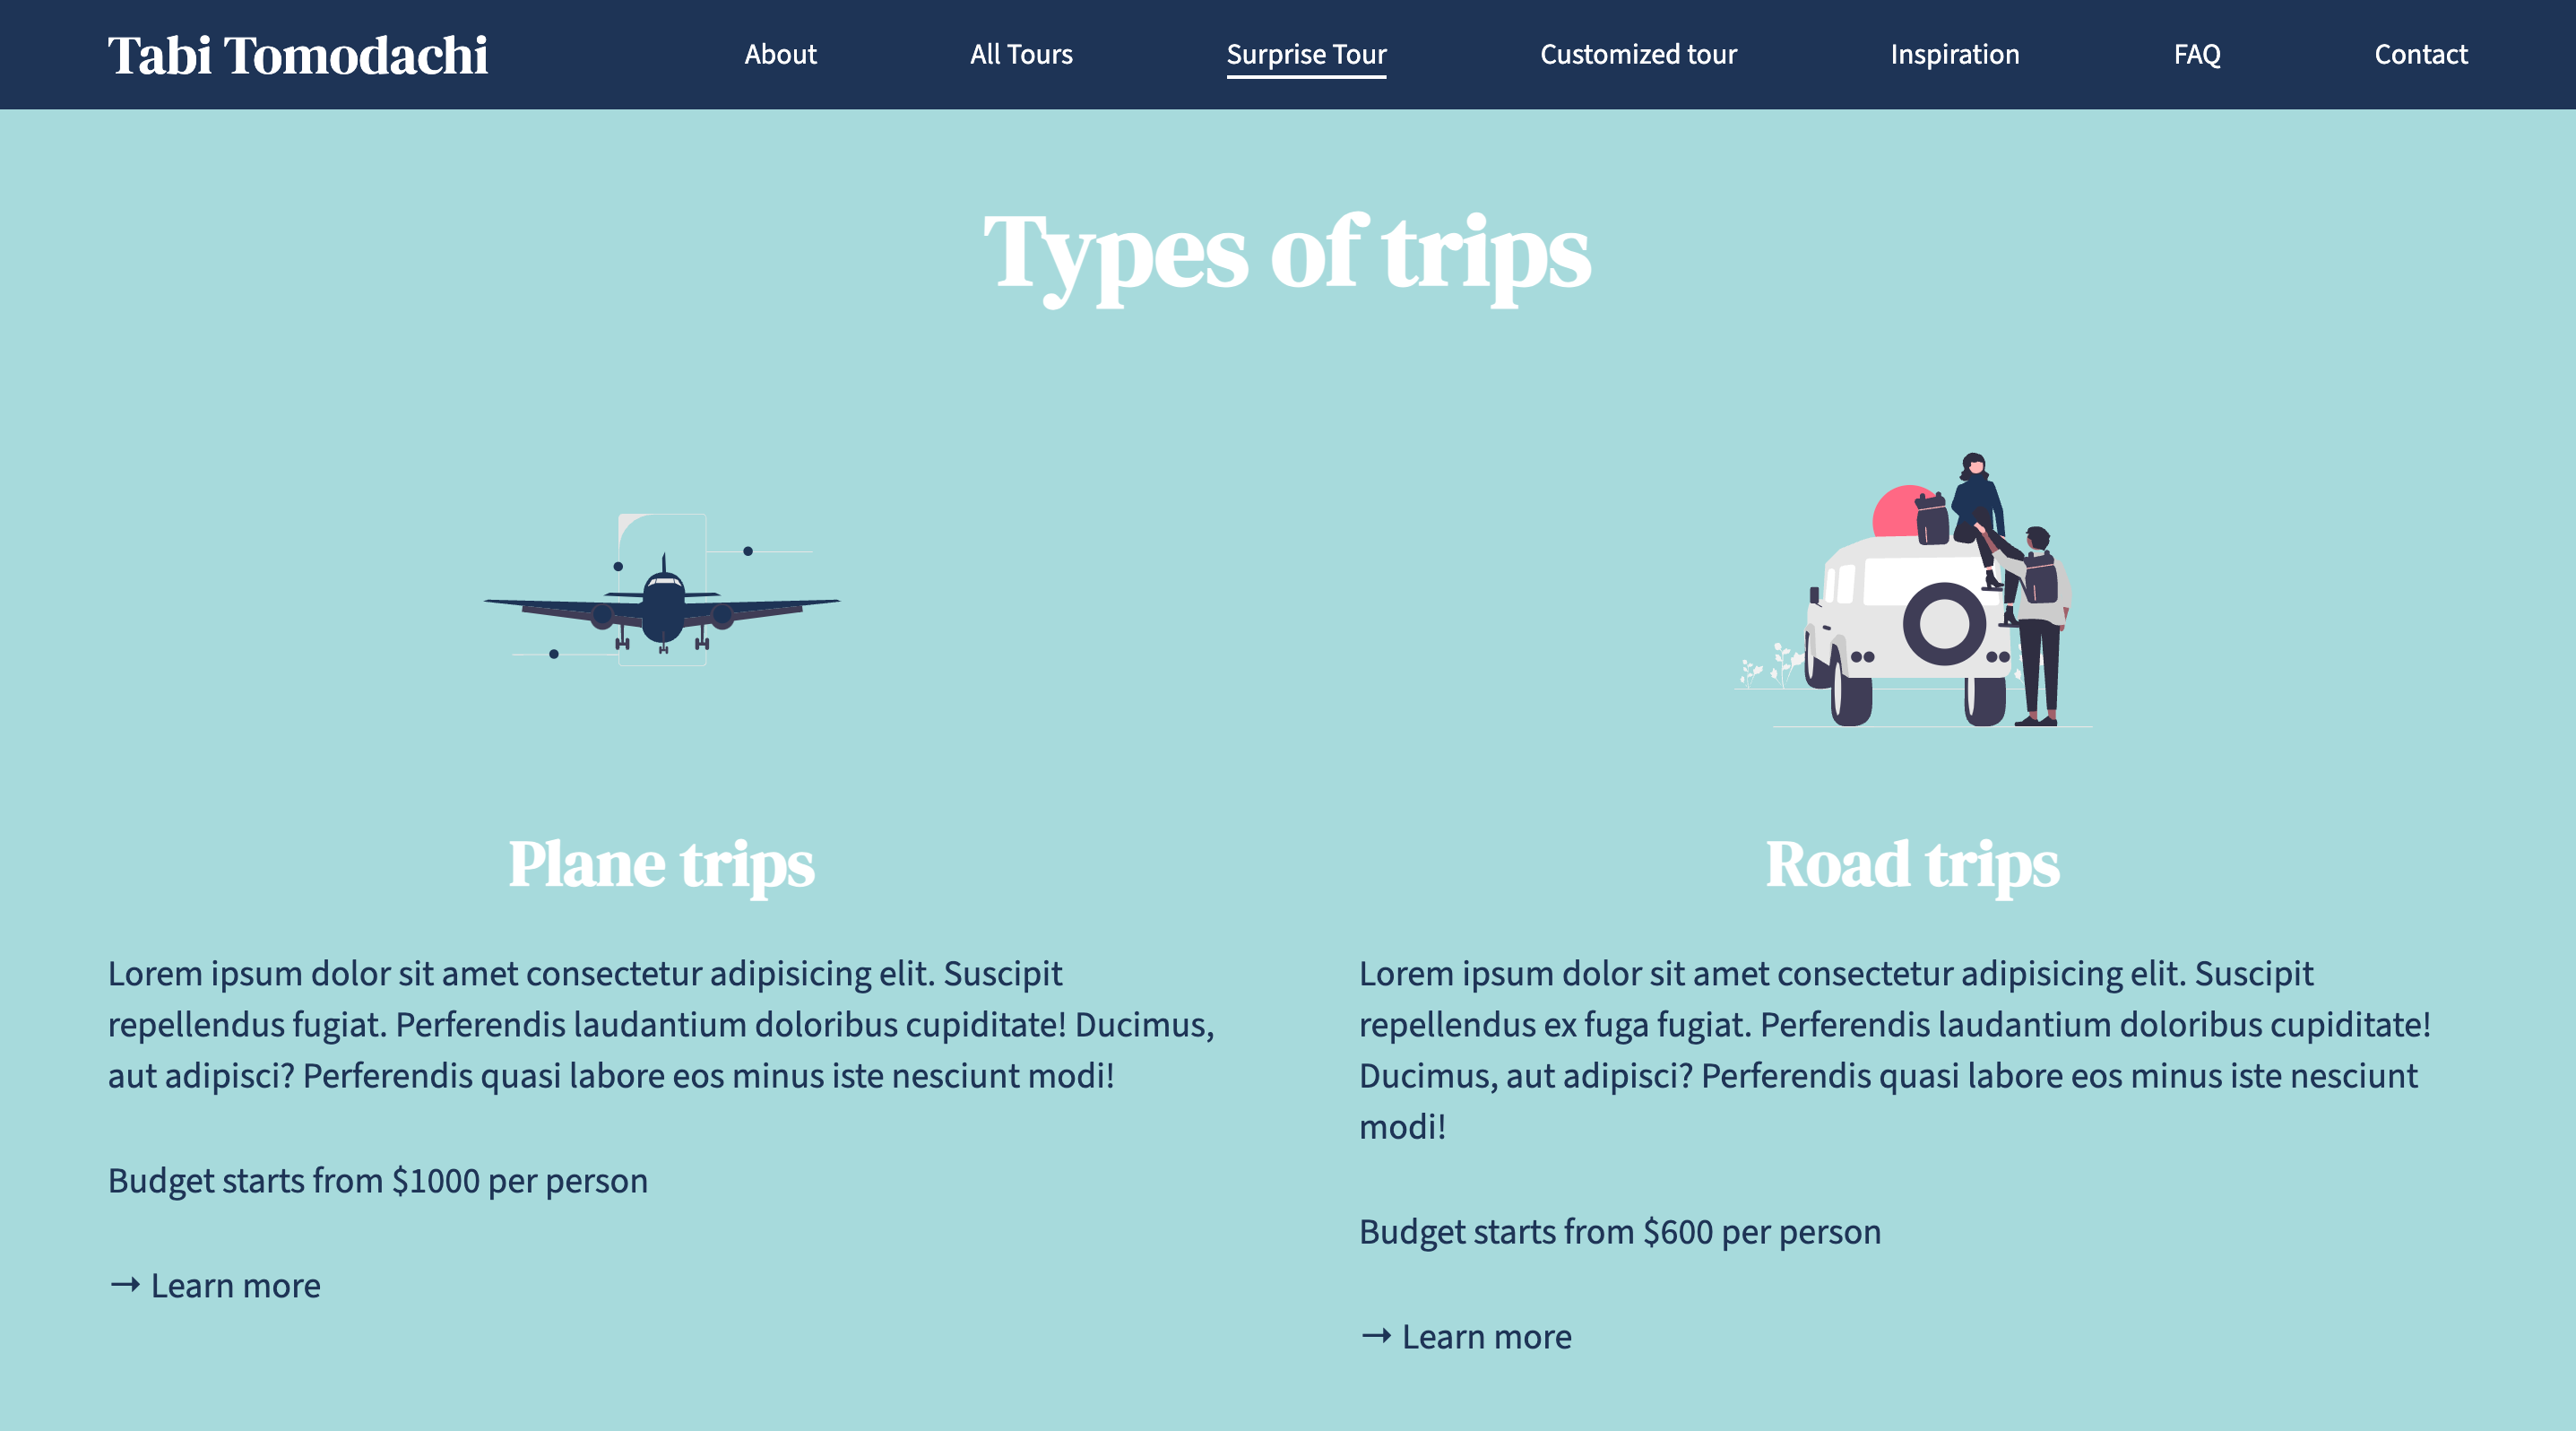 Tabi Tomodachi
About
All Tours
Surprise Tour
Customized tour
Inspiration
FAQ
Contact
Types of trips
Plane trips
Lorem ipsum dolor sit amet consectetur adipisicing elit. Suscipit
repellendus fugiat. Perferendis laudantium doloribus cupiditate! Ducimus,
aut adipisci? Perferendis quasi labore eos minus iste nesciunt modi!
Budget starts from $1000 per person
→ Learn more
Road trips
Lorem ipsum dolor sit amet consectetur adipisicing elit. Suscipit
repellendus ex fuga fugiat. Perferendis laudantium doloribus cupiditate!
Ducimus, aut adipisci? Perferendis quasi labore eos minus iste nesciunt
modi!
Budget starts from $600 per person
→ Learn more